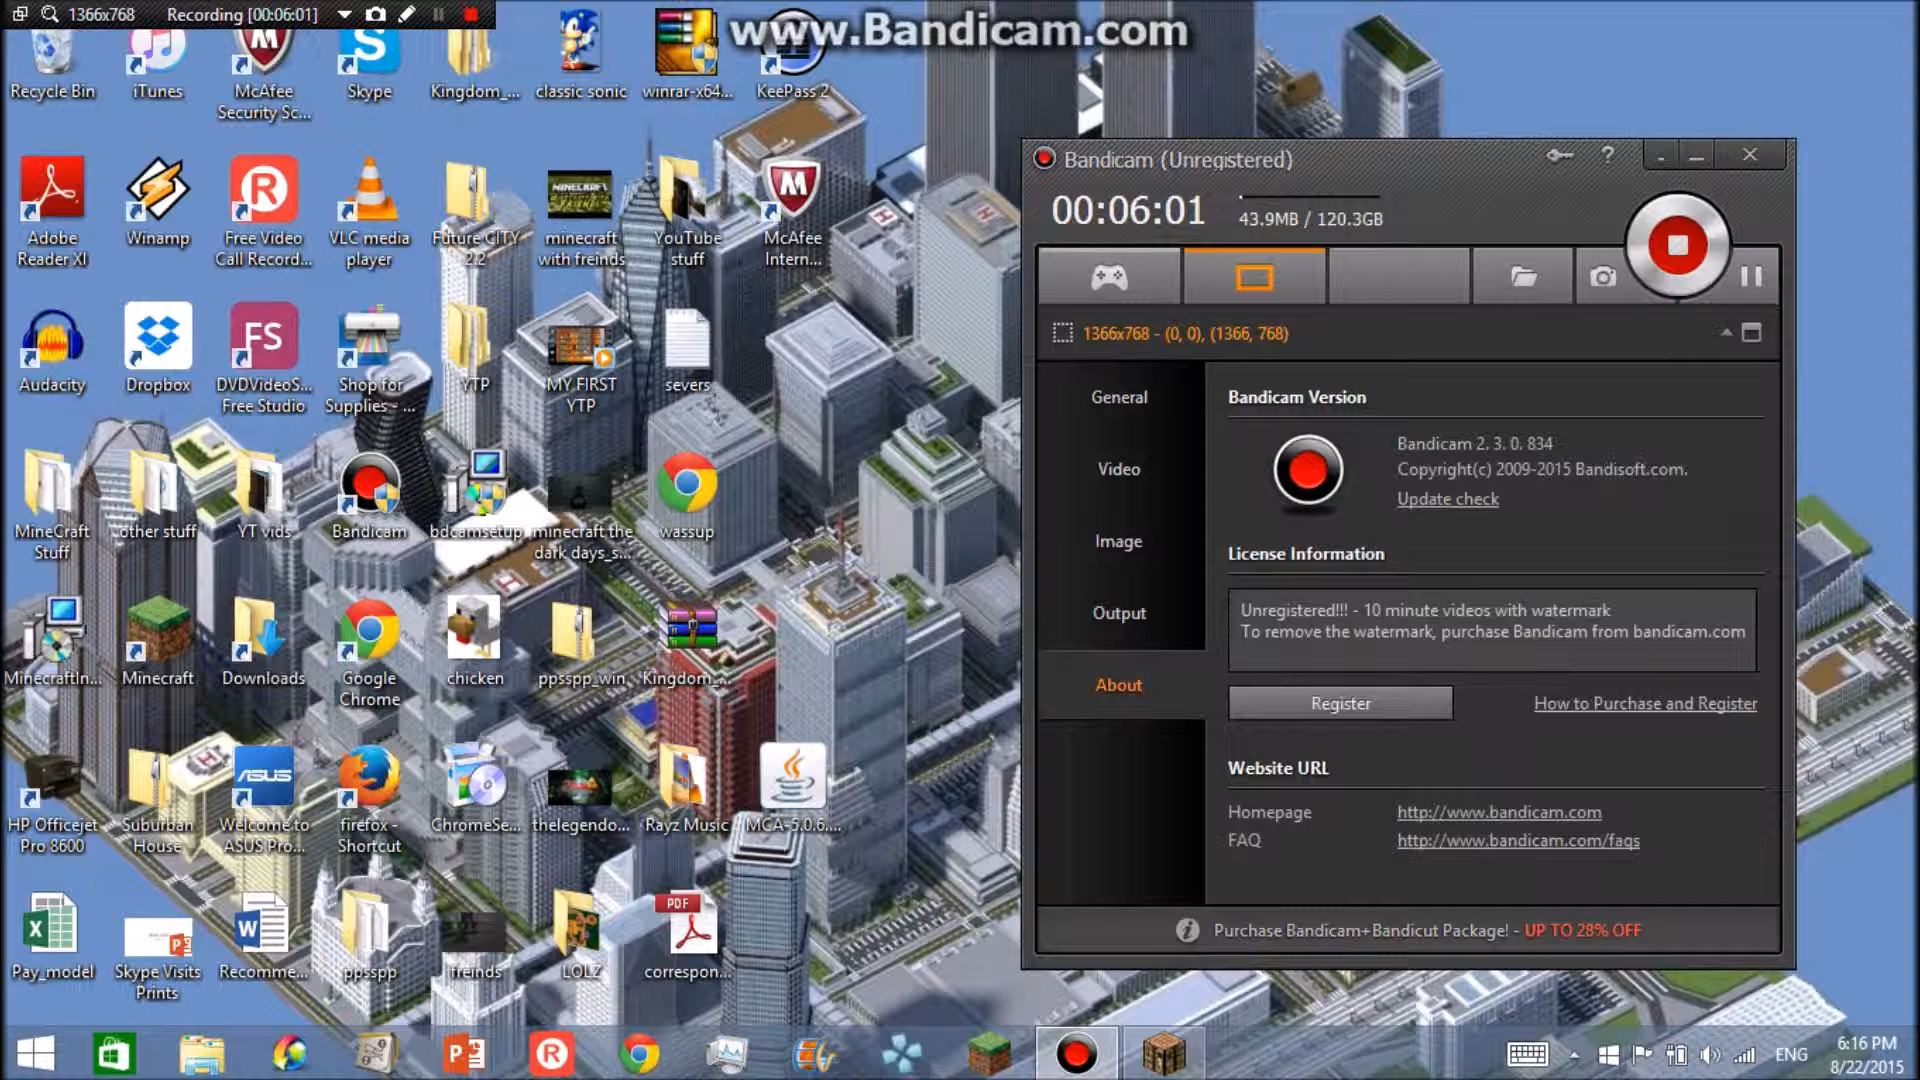 1366x768 Recording [00:06:01]
www.Bandicam.com
Recycle Bin
iTunes
McAfee
Security Sc...
Skype
Kingdom_...
classic sonic
winrar-x64...
KeePass 2
Adobe
Reader XI
Winamp
Free Video
Call Record...
VLC media
player
Future CITY
2.2
MINECRAFT
minecraft
with freinds
YouTube
stuff
McAfee
Intern...
Audacity
Dropbox
FS
DVDVideoS...
Free Studio
Shop for
Supplies - ...
YTP
MY FIRST
YTP
severs
MineCraft
Stuff
other stuff
YT vids
Bandicam
bdcamsetup
minecraft the
dark days_s...
wassup
MinecraftIn...
Minecraft
Downloads
Google
Chrome
chicken
ppsspp_win
Kingdom_...
HP Officejet
Pro 8600
Suburban
House
ASUS
Welcome to
ASUS Pro...
firefox -
Shortcut
ChromeSe...
thelegendo...
Rayz Music
MCA-5.0.6....
Pay_model
Skype Visits
Prints
Recomme...
ppsspp
freinds
LOLZ
PDF
correspon...
Bandicam (Unregistered)
00:06:01
43.9MB / 120.3GB
1366x768 - (0, 0), (1366, 768)
General
Video
Image
Output
About
Bandicam Version
Bandicam 2. 3. 0. 834
Copyright(c) 2009-2015 Bandisoft.com.
Update check
License Information
Unregistered!!! - 10 minute videos with watermark
To remove the watermark, purchase Bandicam from bandicam.com
Register
How to Purchase and Register
Website URL
Homepage http://www.bandicam.com
FAQ http://www.bandicam.com/faqs
Purchase Bandicam+Bandicut Package! - UP TO 28% OFF
ENG
6:16 PM
8/22/2015